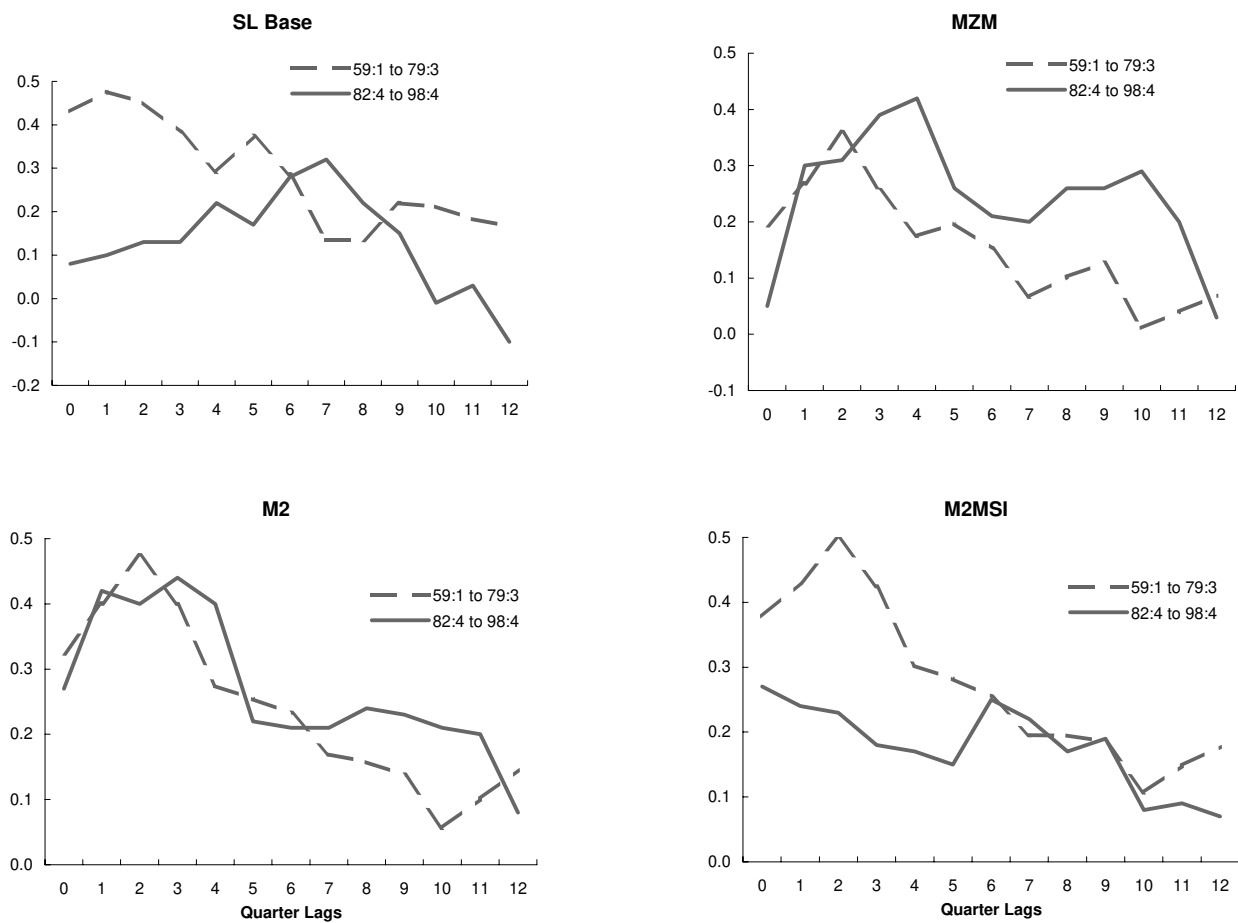 SL Base
59:1 to 79:3
82:4 to 98:4
0.5
0.4
0.3
0.2
0.1
0.0
-0.1
-0.2
0 1 2 3 4 5 6 7 8 9 10 11 12
MZM
59:1 to 79:3
82:4 to 98:4
0.5
0.4
0.3
0.2
0.1
0.0
-0.1
0 1 2 3 4 5 6 7 8 9 10 11 12
M2
59:1 to 79:3
82:4 to 98:4
0.5
0.4
0.3
0.2
0.1
0.0
0 1 2 3 4 5 6 7 8 9 10 11 12
Quarter Lags
M2MSI
59:1 to 79:3
82:4 to 98:4
0.5
0.4
0.3
0.2
0.1
0.0
0 1 2 3 4 5 6 7 8 9 10 11 12
Quarter Lags